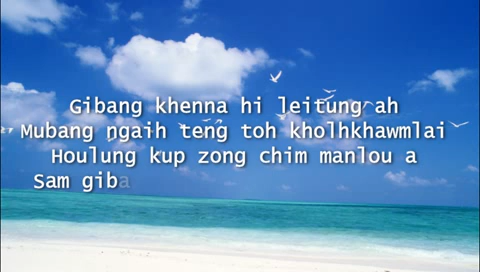 Gibang khenna hi leitung ah
Mubang ngaih teng toh kholhkhawmlai
Houlung kup zong chim manlou a
Sam giba